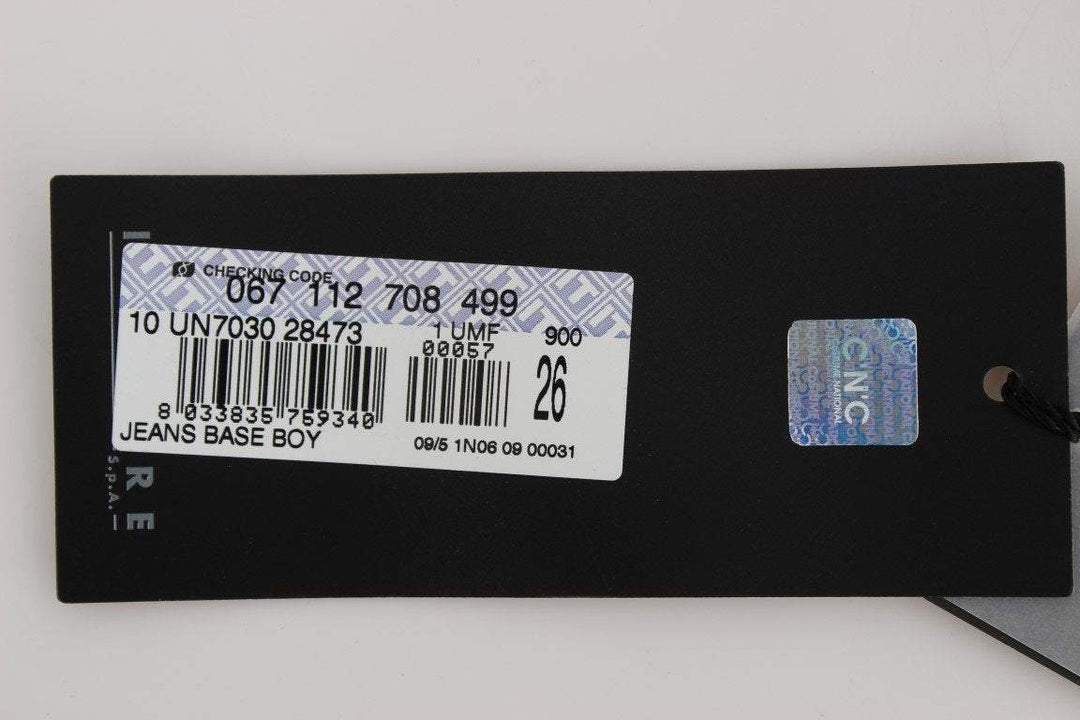 CHECKING CODE
067 112 708 499
10 UN7030 28473
1 UMF
900
00057
26
8 033835 759340
JEANS BASE BOY
09/5 1N06 09 00031
R E
S.p.A.
C'N'C